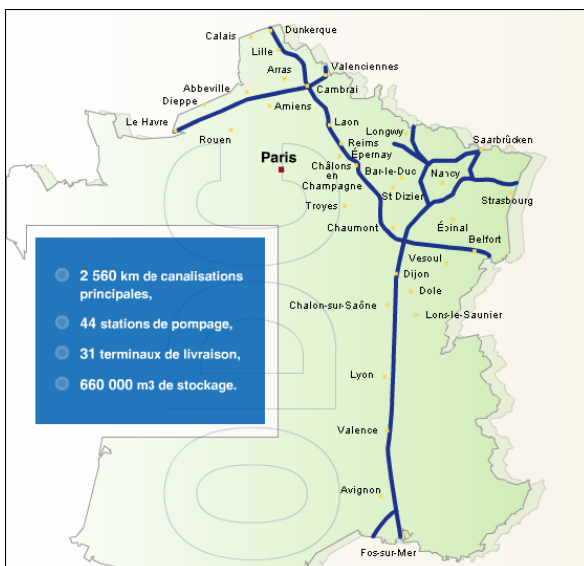 Dunkerque
Calais
Lille
Valenciennes
Arras
Abbeville
Cambrai
Dieppe
Amiens
Le Havre
Laon
Longwy
Rouen
Reims
Saarbrücken
Épernay
Paris
Châlons
en
Champagne
Bar-le-Duc
Nancy
St Dizier
Strasbourg
Troyes
Chaumont
Épinal
Belfort
Vesoul
Dijon
Dole
Chalon-sur-Saône
Lons-le-Saunier
2 560 km de canalisations
principales,
44 stations de pompage,
31 terminaux de livraison,
660 000 m3 de stockage.
Lyon
Valence
Avignon
Fos-sur-Mer